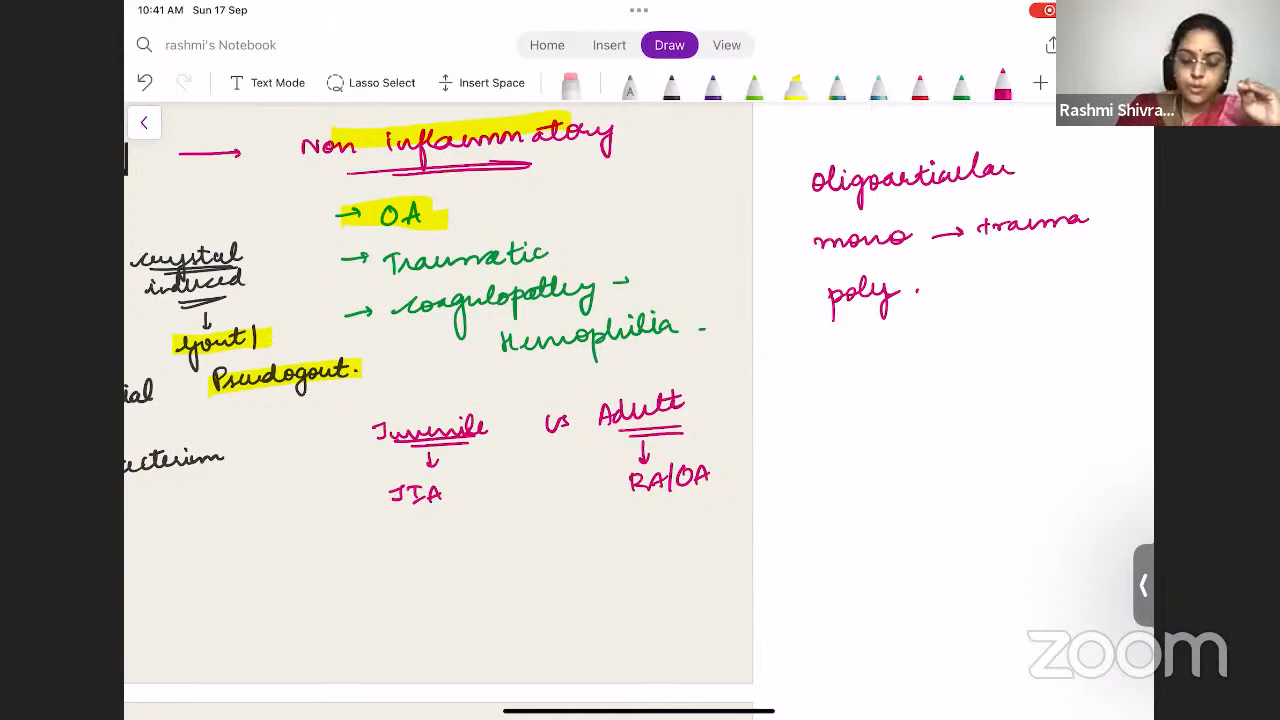 10:41 AM Sun 17 Sep
rashmi's Notebook
Home Insert Draw View
Text Mode Lasso Select Insert Space
A
Rashmi Shivra...
Non inflammatory
→ OA
→ Traumatic
→ Coagulopathy -
Hemophilia -
crystal
induced
↓
gout/
Pseudogout.
ial
ecterium
Juvenile vs Adult
↓ ↓
JIA RA/OA
oligoarticular
mono → trauma
poly .
zoom